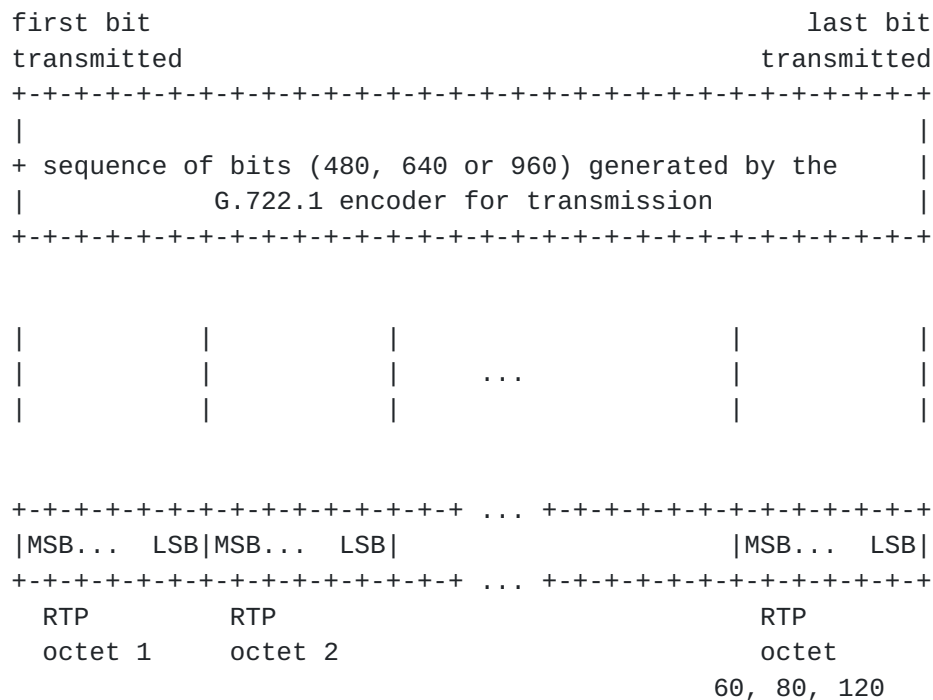 first bit                                          last bit
transmitted                                     transmitted
+-+-+-+-+-+-+-+-+-+-+-+-+-+-+-+-+-+-+-+-+-+-+-+-+-+-+-+-+-+
|                                                         |
+ sequence of bits (480, 640 or 960) generated by the     |
|            G.722.1 encoder for transmission             |
+-+-+-+-+-+-+-+-+-+-+-+-+-+-+-+-+-+-+-+-+-+-+-+-+-+-+-+-+-+
|           |           |                     |           |
|           |           |     ...             |           |
|           |           |                     |           |
+-+-+-+-+-+-+-+-+-+-+-+-+-+-+ ... +-+-+-+-+-+-+-+-+-+-+-+-+
|MSB...  LSB|MSB...  LSB|                     |MSB...  LSB|
+-+-+-+-+-+-+-+-+-+-+-+-+-+-+ ... +-+-+-+-+-+-+-+-+-+-+-+-+
  RTP         RTP                               RTP
  octet 1     octet 2                           octet
                                             60, 80, 120